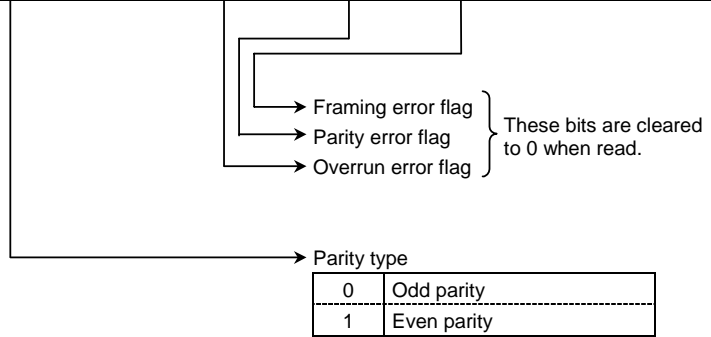 Framing error flag
Parity error flag
Overrun error flag
These bits are cleared
to 0 when read.
Parity type
0 Odd parity
1 Even parity